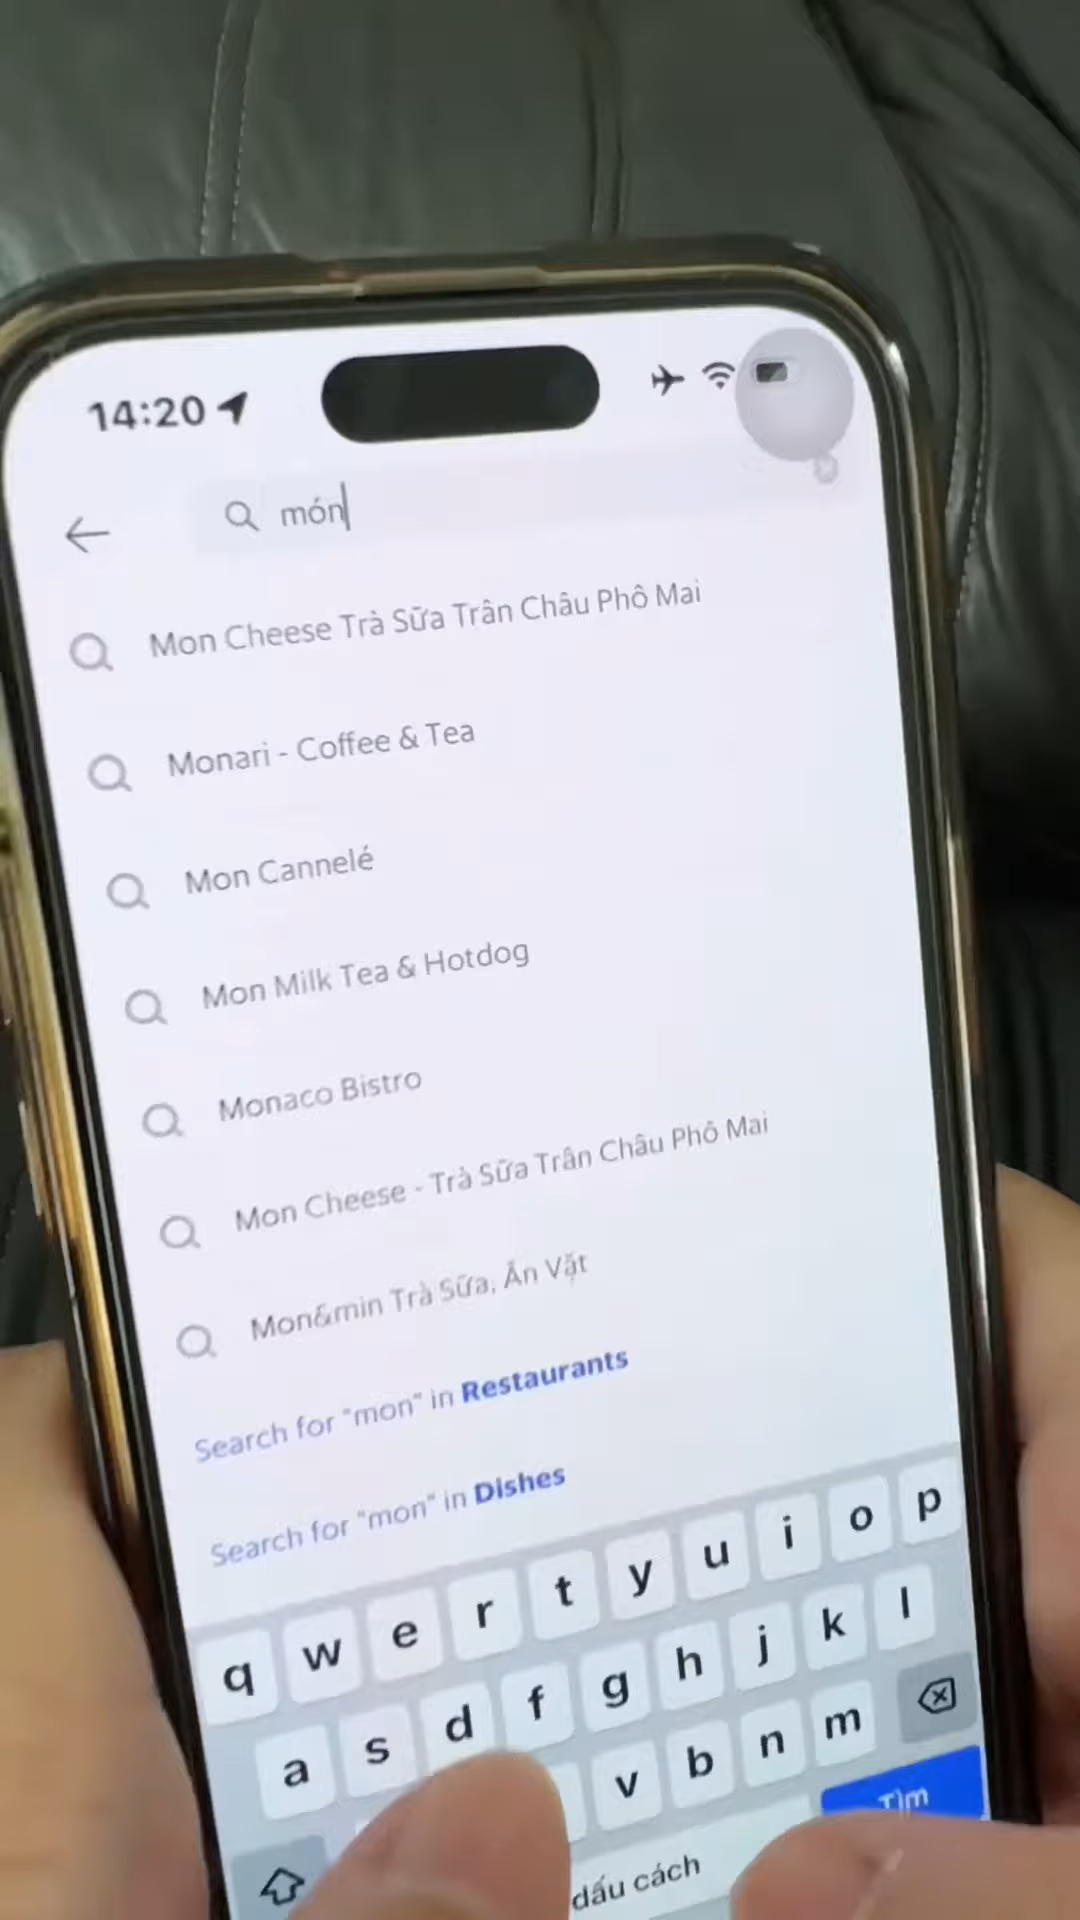 14:20
món
Mon Cheese Trà Sữa Trân Châu Phô Mai
Monari - Coffee & Tea
Mon Cannelé
Mon Milk Tea & Hotdog
Monaco Bistro
Mon Cheese - Trà Sữa Trân Châu Phô Mai
Mon&min Trà Sữa, Ăn Vặt
Search for "mon" in Restaurants
Search for "mon" in Dishes
q w e r t y u i o p
a s d f g h j k l
v b n m
dấu cách
Tìm